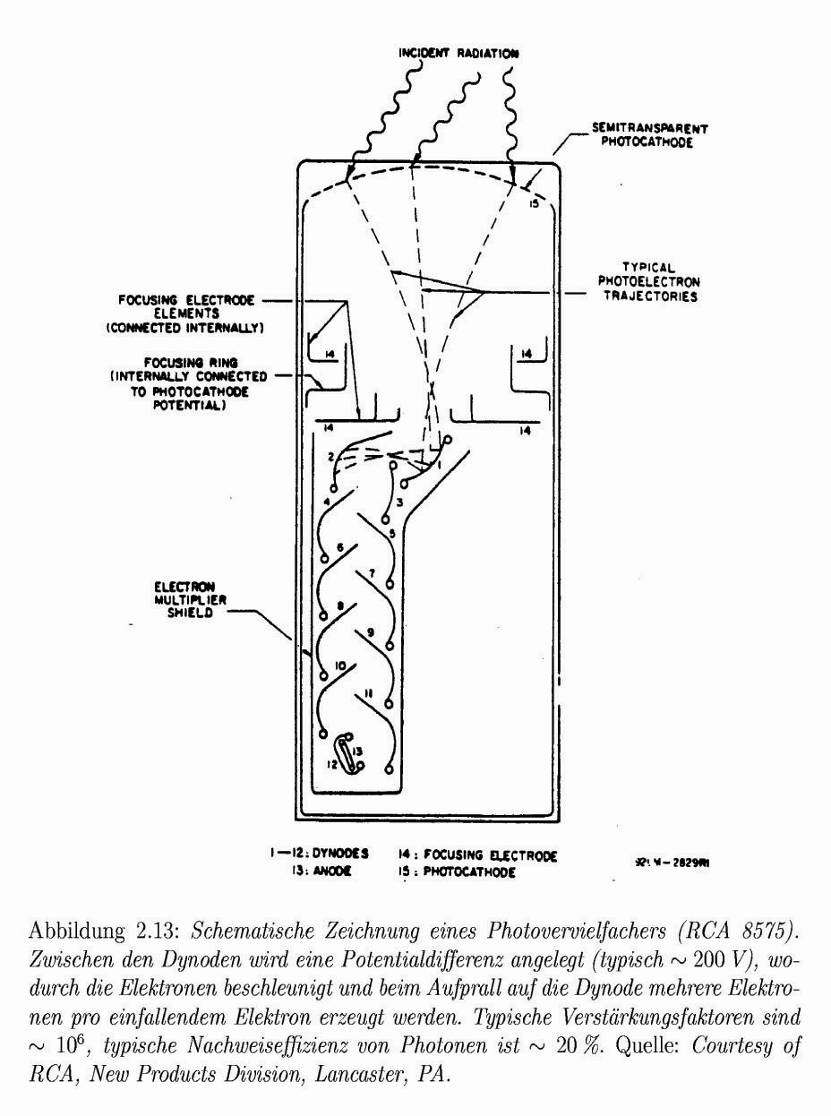 INCIDENT RADIATION
SEMITRANSPARENT
PHOTOCATHODE
15
TYPICAL
PHOTOELECTRON
TRAJECTORIES
FOCUSING ELECTRODE
ELEMENTS
(CONNECTED INTERNALLY)
14
14
FOCUSING RING
(INTERNALLY CONNECTED
TO PHOTOCATHODE
POTENTIAL)
14
14
1
2
3
4
5
6
7
8
9
10
11
12
13
ELECTRON
MULTIPLIER
SHIELD
1—12: DYNODES
13: ANODE
14: FOCUSING ELECTRODE
15: PHOTOCATHODE
Abbildung 2.13: Schematische Zeichnung eines Photovervielfachers (RCA 8575).
Zwischen den Dynoden wird eine Potentialdifferenz angelegt (typisch ∼ 200 V), wo-
durch die Elektronen beschleunigt und beim Aufprall auf die Dynode mehrere Elektro-
nen pro einfallendem Elektron erzeugt werden. Typische Verstärkungsfaktoren sind
∼ 10⁶, typische Nachweiseffizienz von Photonen ist ∼ 20 %. Quelle: Courtesy of
RCA, New Products Division, Lancaster, PA.